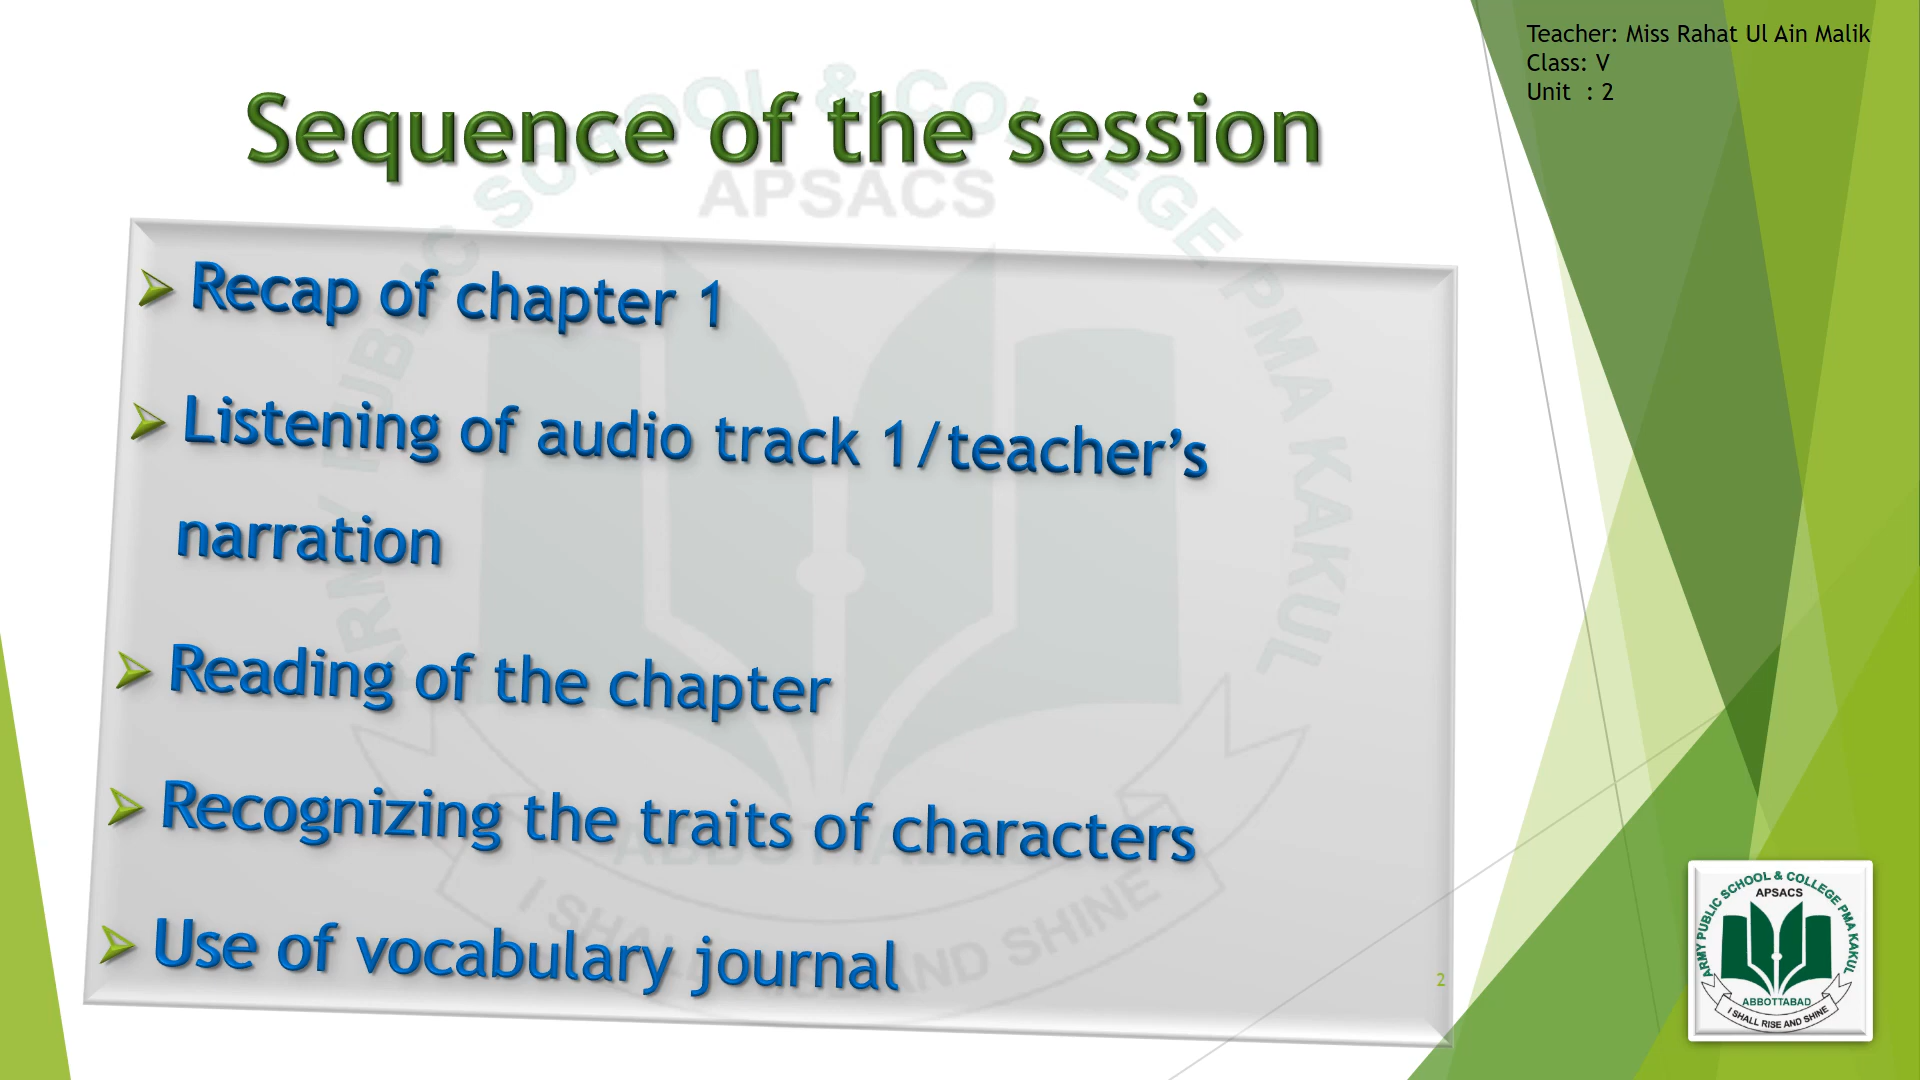 Teacher: Miss Rahat Ul Ain Malik
Class: V
Unit : 2
Sequence of the session
Recap of chapter 1
Listening of audio track 1/teacher’s
narration
Reading of the chapter
Recognizing the traits of characters
Use of vocabulary journal
2
ARMY PUBLIC SCHOOL & COLLEGE PMA KAKUL
APSACS
ABBOTTABAD
I SHALL RISE AND SHINE